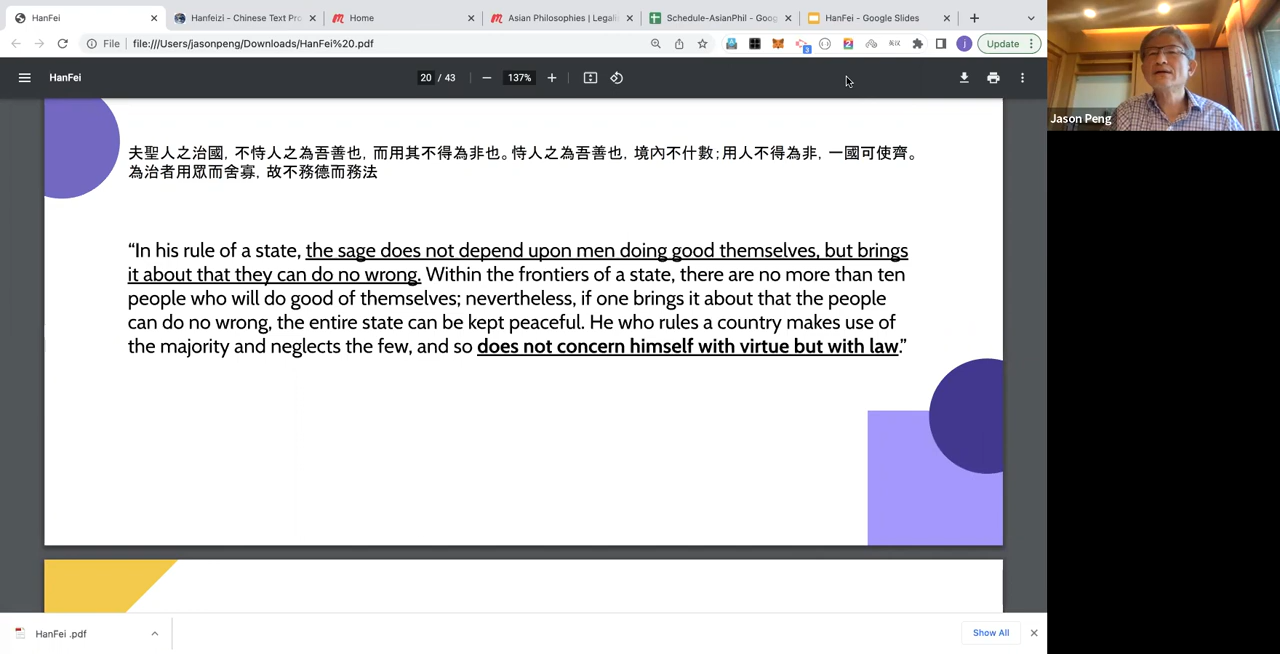 HanFei
Hanfeizi - Chinese Text Pro
Home
Asian Philosophies | Legali
Schedule-AsianPhil - Goog
HanFei - Google Slides
File
file:///Users/jasonpeng/Downloads/HanFei%20.pdf
3
2
j
Update
HanFei
20 / 43
137%
Jason Peng
夫聖人之治國，不恃人之為吾善也，而用其不得為非也。恃人之為吾善也，境內不什數；用人不得為非，一國可使齊。
為治者用眾而舍寡，故不務德而務法
“In his rule of a state, the sage does not depend upon men doing good themselves, but brings
it about that they can do no wrong. Within the frontiers of a state, there are no more than ten
people who will do good of themselves; nevertheless, if one brings it about that the people
can do no wrong, the entire state can be kept peaceful. He who rules a country makes use of
the majority and neglects the few, and so does not concern himself with virtue but with law.”
HanFei .pdf
Show All